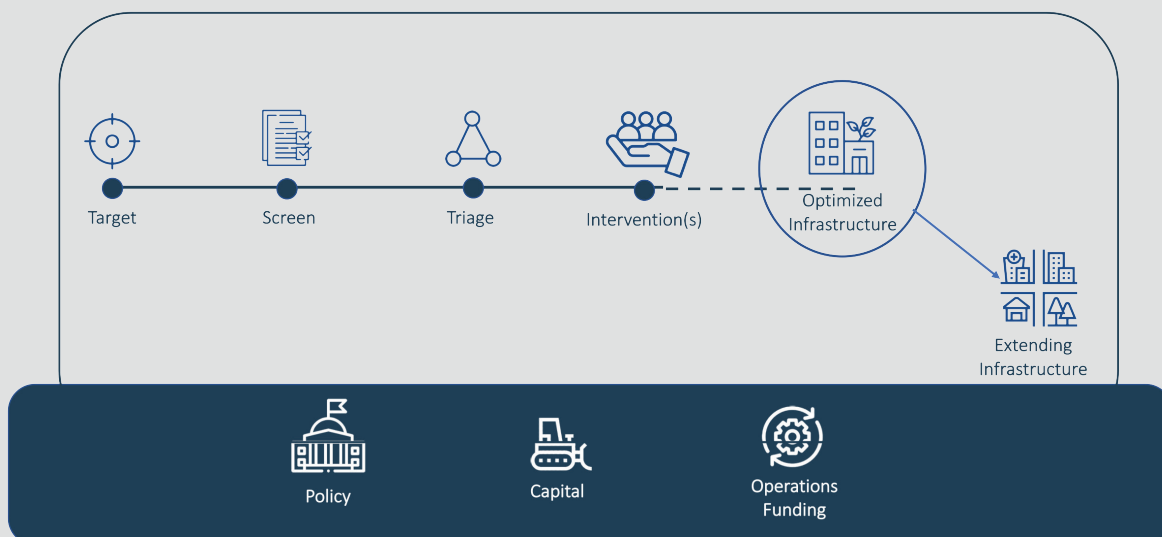 Target
Screen
Triage
Intervention(s)
Optimized
Infrastructure
Extending
Infrastructure
Policy
Capital
Operations
Funding